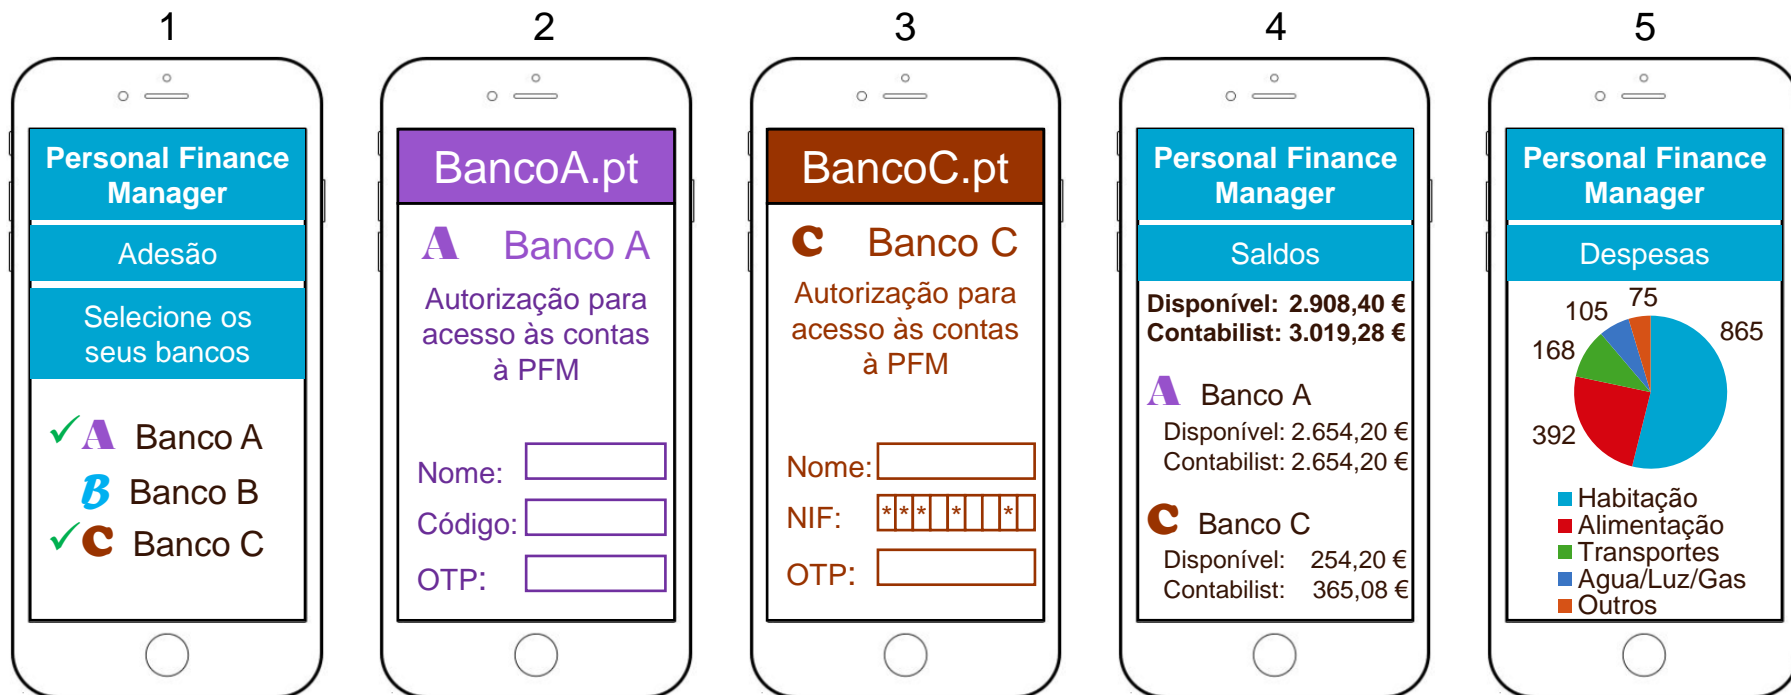 1
Personal Finance
Manager
Adesão
Selecione os
seus bancos
A Banco A
B Banco B
C Banco C
2
BancoA.pt
A Banco A
Autorização para
acesso às contas
à PFM
Nome:
Código:
OTP:
3
BancoC.pt
C Banco C
Autorização para
acesso às contas
à PFM
Nome:
NIF: * * * * *
OTP:
4
Personal Finance
Manager
Saldos
Disponível: 2.908,40 €
Contabilist: 3.019,28 €
A Banco A
Disponível: 2.654,20 €
Contabilist: 2.654,20 €
C Banco C
Disponível: 254,20 €
Contabilist: 365,08 €
5
Personal Finance
Manager
Despesas
75
105
865
168
392
Habitação
Alimentação
Transportes
Agua/Luz/Gas
Outros